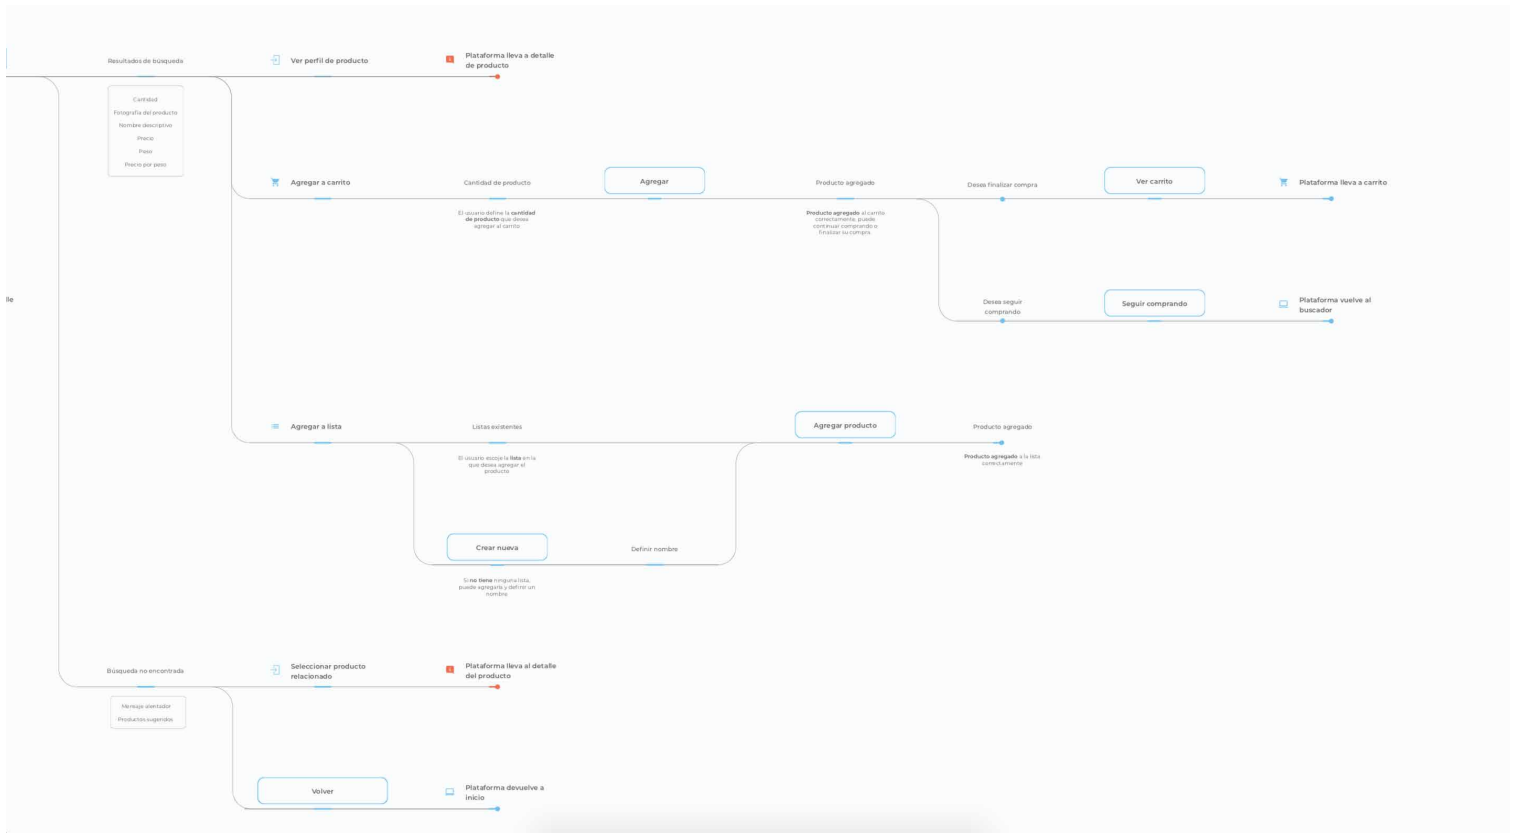 Resultados de búsqueda
Cantidad
Fotografía del producto
Nombre descriptivo
Precio
Peso
Precio por peso
Ver perfil de producto
Plataforma lleva a detalle
de producto
Agregar a carrito
Cantidad de producto
El usuario define la cantidad
de producto que desea
agregar al carrito
Agregar
Producto agregado
Producto agregado al carrito
correctamente, puede
continuar comprando o
finalizar su compra
Desea finalizar compra
Ver carrito
Plataforma lleva a carrito
Desea seguir
comprando
Seguir comprando
Plataforma vuelve al
buscador
lle
Agregar a lista
Listas existentes
El usuario escoje la lista en la
que desea agregar el
producto
Agregar producto
Producto agregado
Producto agregado a la lista
correctamente
Crear nueva
Si no tiene ninguna lista,
puede agregarla y definir un
nombre
Definir nombre
Búsqueda no encontrada
Mensaje alentador
Productos sugeridos
Seleccionar producto
relacionado
Plataforma lleva al detalle
del producto
Volver
Plataforma devuelve a
inicio